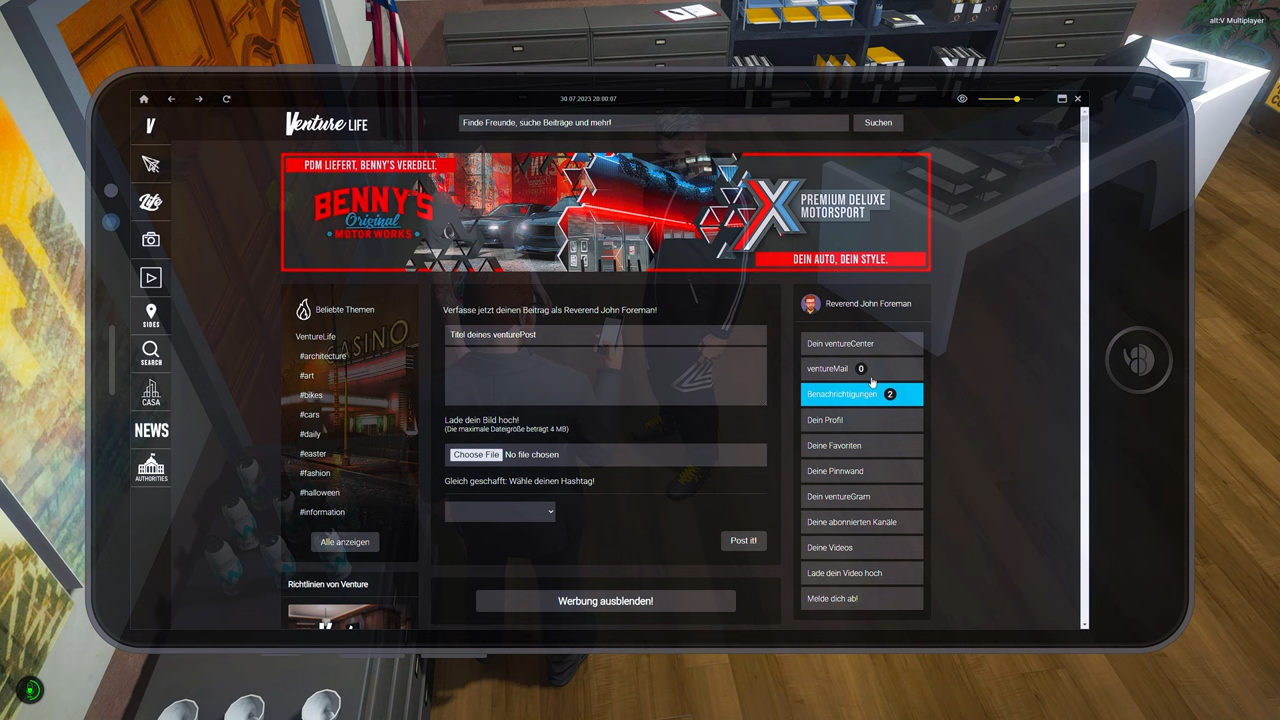 alt:V Multiplayer
30.07.2023 20:00:07
V
Venture LIFE
Finde Freunde, suche Beiträge und mehr!
Suchen
Life
SIDES
SEARCH
CASA
NEWS
AUTHORITIES
PDM LIEFERT, BENNY'S VEREDELT.
BENNY'S
Original
MOTOR WORKS
X
PREMIUM DELUXE
MOTORSPORT
DEIN AUTO, DEIN STYLE.
Beliebte Themen
VentureLife
#architecture
#art
#bikes
#cars
#daily
#easter
#fashion
#halloween
#information
Alle anzeigen
Richtlinien von Venture
CASINO
Verfasse jetzt deinen Beitrag als Reverend John Foreman!
Titel deines venturePost
Lade dein Bild hoch!
(Die maximale Dateigröße beträgt 4 MB)
Choose File No file chosen
Gleich geschafft: Wähle deinen Hashtag!
Post it!
Werbung ausblenden!
Reverend John Foreman
Dein ventureCenter
ventureMail 0
Benachrichtigungen 2
Dein Profil
Deine Favoriten
Deine Pinnwand
Dein ventureGram
Deine abonnierten Kanäle
Deine Videos
Lade dein Video hoch
Melde dich ab!